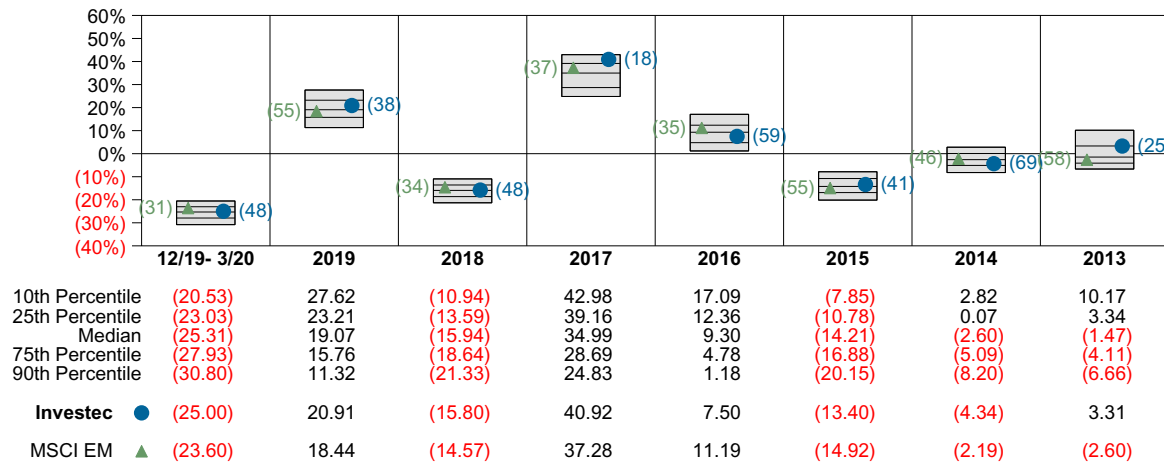 60%
50%
40%
30%
20%
10%
0%
(10%)
(20%)
(30%)
(40%)
(31) (48)
(55) (38)
(34) (48)
(37) (18)
(35) (59)
(55) (41)
(46) (69)
(58) (25
12/19- 3/20 2019 2018 2017 2016 2015 2014 2013
10th Percentile (20.53) 27.62 (10.94) 42.98 17.09 (7.85) 2.82 10.17
25th Percentile (23.03) 23.21 (13.59) 39.16 12.36 (10.78) 0.07 3.34
Median (25.31) 19.07 (15.94) 34.99 9.30 (14.21) (2.60) (1.47)
75th Percentile (27.93) 15.76 (18.64) 28.69 4.78 (16.88) (5.09) (4.11)
90th Percentile (30.80) 11.32 (21.33) 24.83 1.18 (20.15) (8.20) (6.66)
Investec (25.00) 20.91 (15.80) 40.92 7.50 (13.40) (4.34) 3.31
MSCI EM (23.60) 18.44 (14.57) 37.28 11.19 (14.92) (2.19) (2.60)